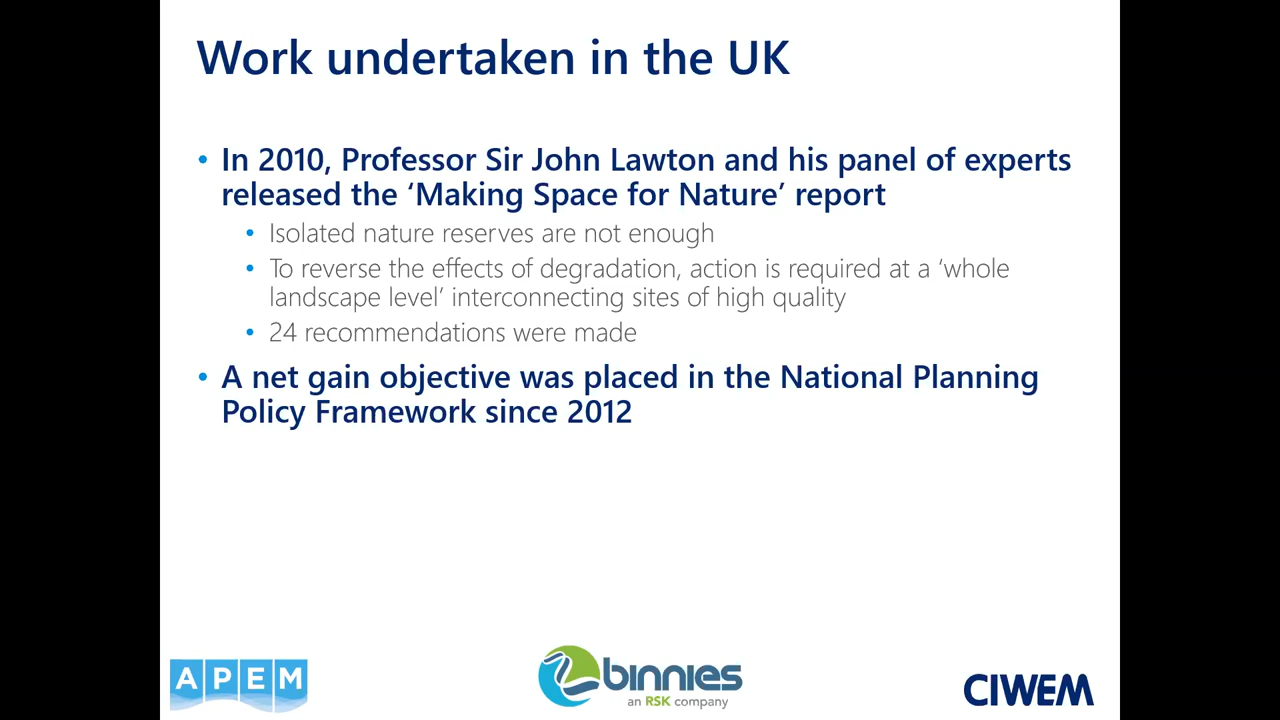 Work undertaken in the UK
• In 2010, Professor Sir John Lawton and his panel of experts
released the ‘Making Space for Nature’ report
• Isolated nature reserves are not enough
• To reverse the effects of degradation, action is required at a ‘whole
landscape level’ interconnecting sites of high quality
• 24 recommendations were made
• A net gain objective was placed in the National Planning
Policy Framework since 2012
APEM
binnies
an RSK company
CIWEM